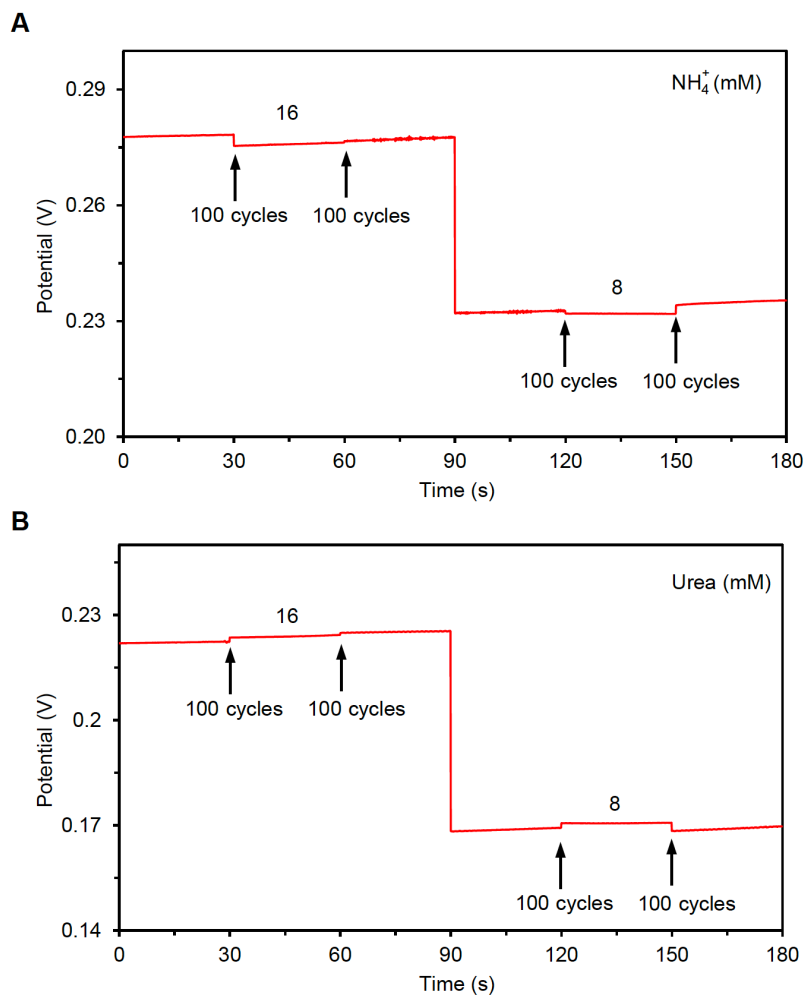 A
NH₄⁺ (mM)
0.29
16
0.26
100 cycles
100 cycles
Potential (V)
8
0.23
100 cycles
100 cycles
0.20
0 30 60 90 120 150 180
Time (s)
B
Urea (mM)
0.23
16
100 cycles
100 cycles
0.2
Potential (V)
8
0.17
100 cycles
100 cycles
0.14
0 30 60 90 120 150 180
Time (s)